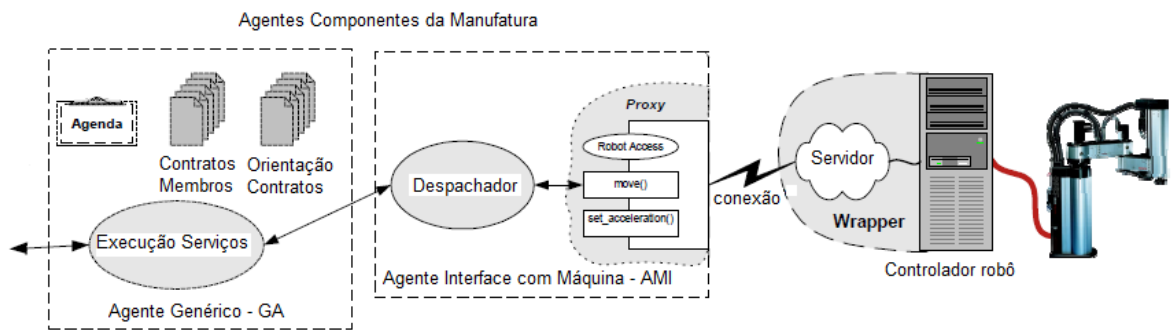 Agentes Componentes da Manufatura
Agenda
Contratos
Membros
Orientação
Contratos
Execução Serviços
Agente Genérico - GA
Despachador
Proxy
Robot Access
move()
set_acceleration()
Agente Interface com Máquina - AMI
conexão
Servidor
Wrapper
Controlador robô